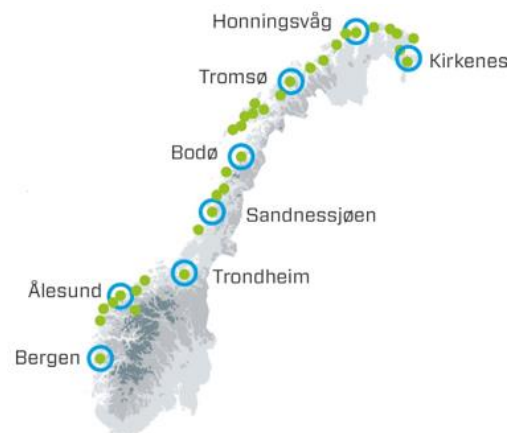 Honningsvåg
Kirkenes
Tromsø
Bodø
Sandnessjøen
Trondheim
Ålesund
Bergen